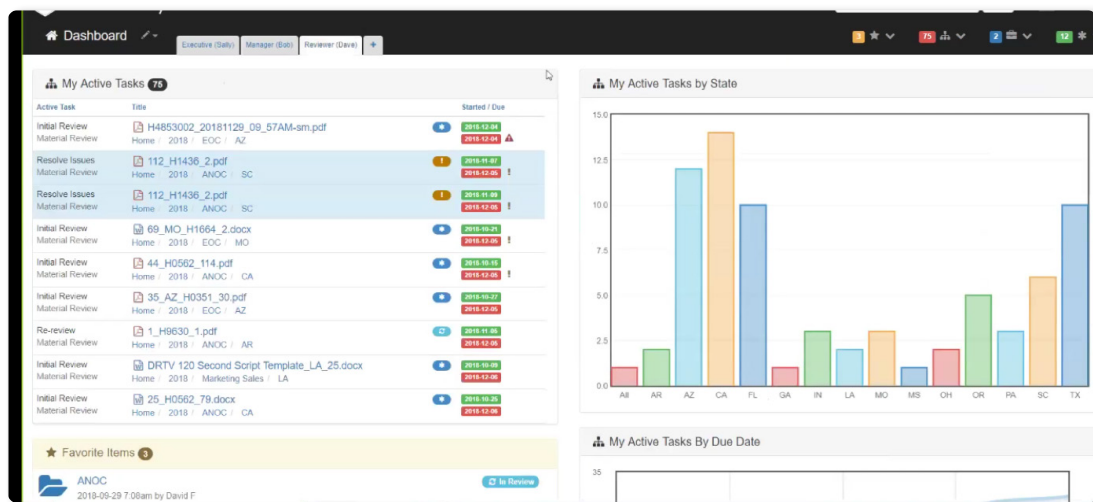 Dashboard
Executive (Sally) Manager (Bob) Reviewer (Dave) +
3 75 2 12
My Active Tasks 75
Active Task Title Started / Due
Initial Review H4853002_20181129_09_57AM-sm.pdf 2018-12-04
Material Review Home / 2018 / EOC / AZ 2018-12-04
Resolve Issues 112_H1436_2.pdf ! 2018-11-07
Material Review Home / 2018 / ANOC / SC 2018-12-05 !
Resolve Issues 112_H1436_2.pdf ! 2018-11-08
Material Review Home / 2018 / ANOC / SC 2018-12-05 !
Initial Review 69_MO_H1664_2.docx 2018-10-21
Material Review Home / 2018 / EOC / MO 2018-12-05 !
Initial Review 44_H0562_114.pdf 2018-10-15
Material Review Home / 2018 / ANOC / CA 2018-12-05 !
Initial Review 35_AZ_H0351_30.pdf 2018-10-27
Material Review Home / 2018 / EOC / AZ 2018-12-05
Re-review 1_H9630_1.pdf 2018-11-05
Material Review Home / 2018 / ANOC / AR 2018-12-05
Initial Review DRTV 120 Second Script Template_LA_25.docx 2018-10-09
Material Review Home / 2018 / Marketing Sales / LA 2018-12-06
Initial Review 25_H0562_79.docx 2018-10-25
Material Review Home / 2018 / ANOC / CA 2018-12-06
Favorite Items 3
ANOC In Review
2018-09-29 7:08am by David F
My Active Tasks by State
15.0
12.5
10.0
7.5
5.0
2.5
0.0
All AR AZ CA FL GA IN LA MO MS OH OR PA SC TX
My Active Tasks By Due Date
35